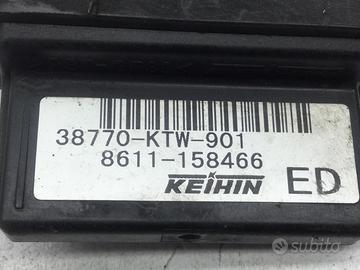 38770-KTW-901
8611-158466
KEIHIN ED
subito